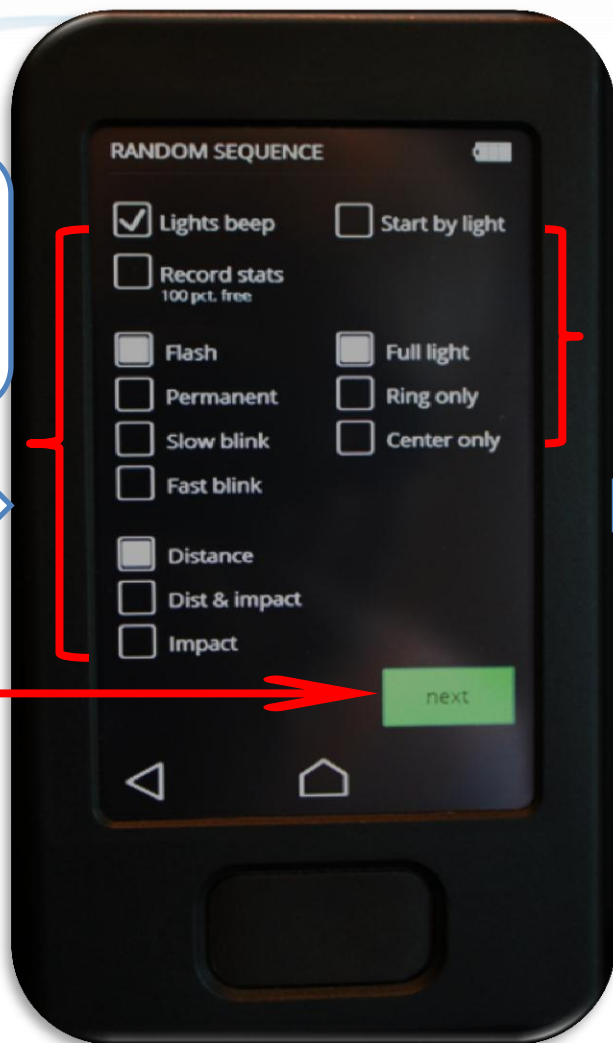 RANDOM SEQUENCE
Lights beep
Start by light
Record stats
100 pct. free
Flash
Full light
Permanent
Ring only
Slow blink
Center only
Fast blink
Distance
Dist & impact
Impact
next